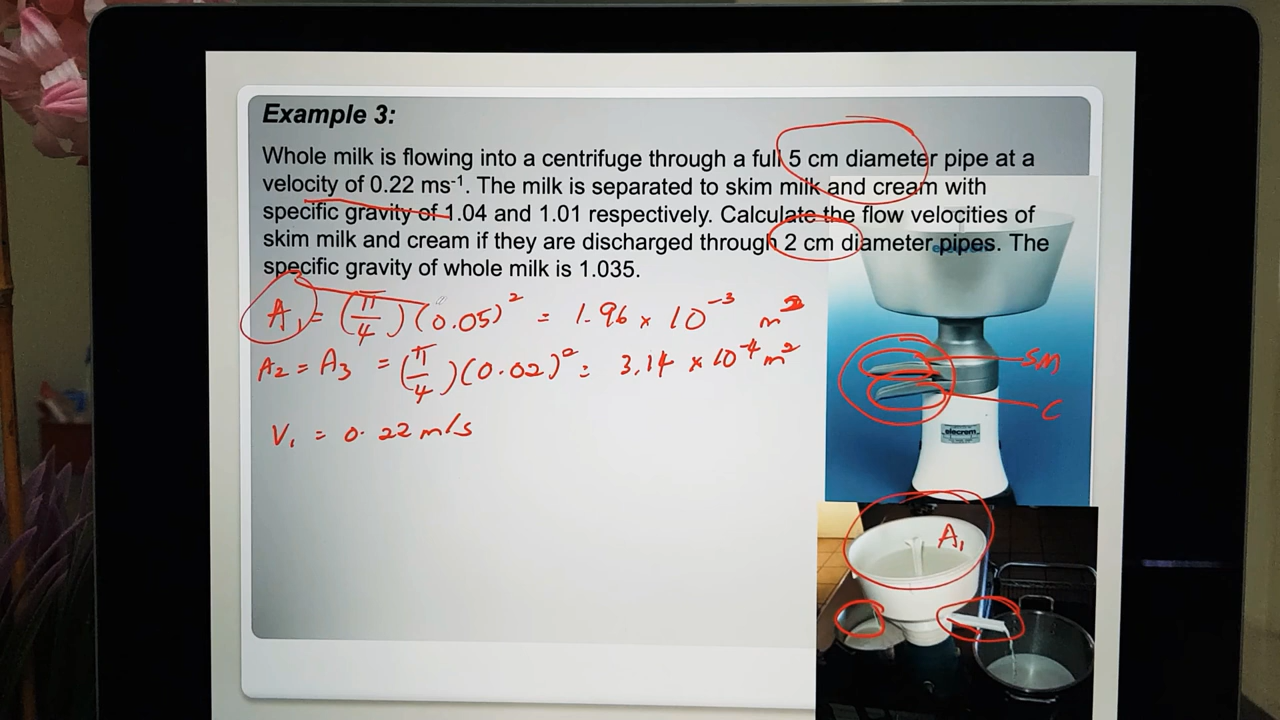 Example 3:
Whole milk is flowing into a centrifuge through a full 5 cm diameter pipe at a
velocity of 0.22 ms⁻¹. The milk is separated to skim milk and cream with
specific gravity of 1.04 and 1.01 respectively. Calculate the flow velocities of
skim milk and cream if they are discharged through 2 cm diameter pipes. The
specific gravity of whole milk is 1.035.
A₁ = (π/4)(0.05)² = 1.96 × 10⁻³ m²
A₂ = A₃ = (π/4)(0.02)² = 3.14 × 10⁻⁴ m²
V₁ = 0.22 m/s
SM
C
elecrem
A₁